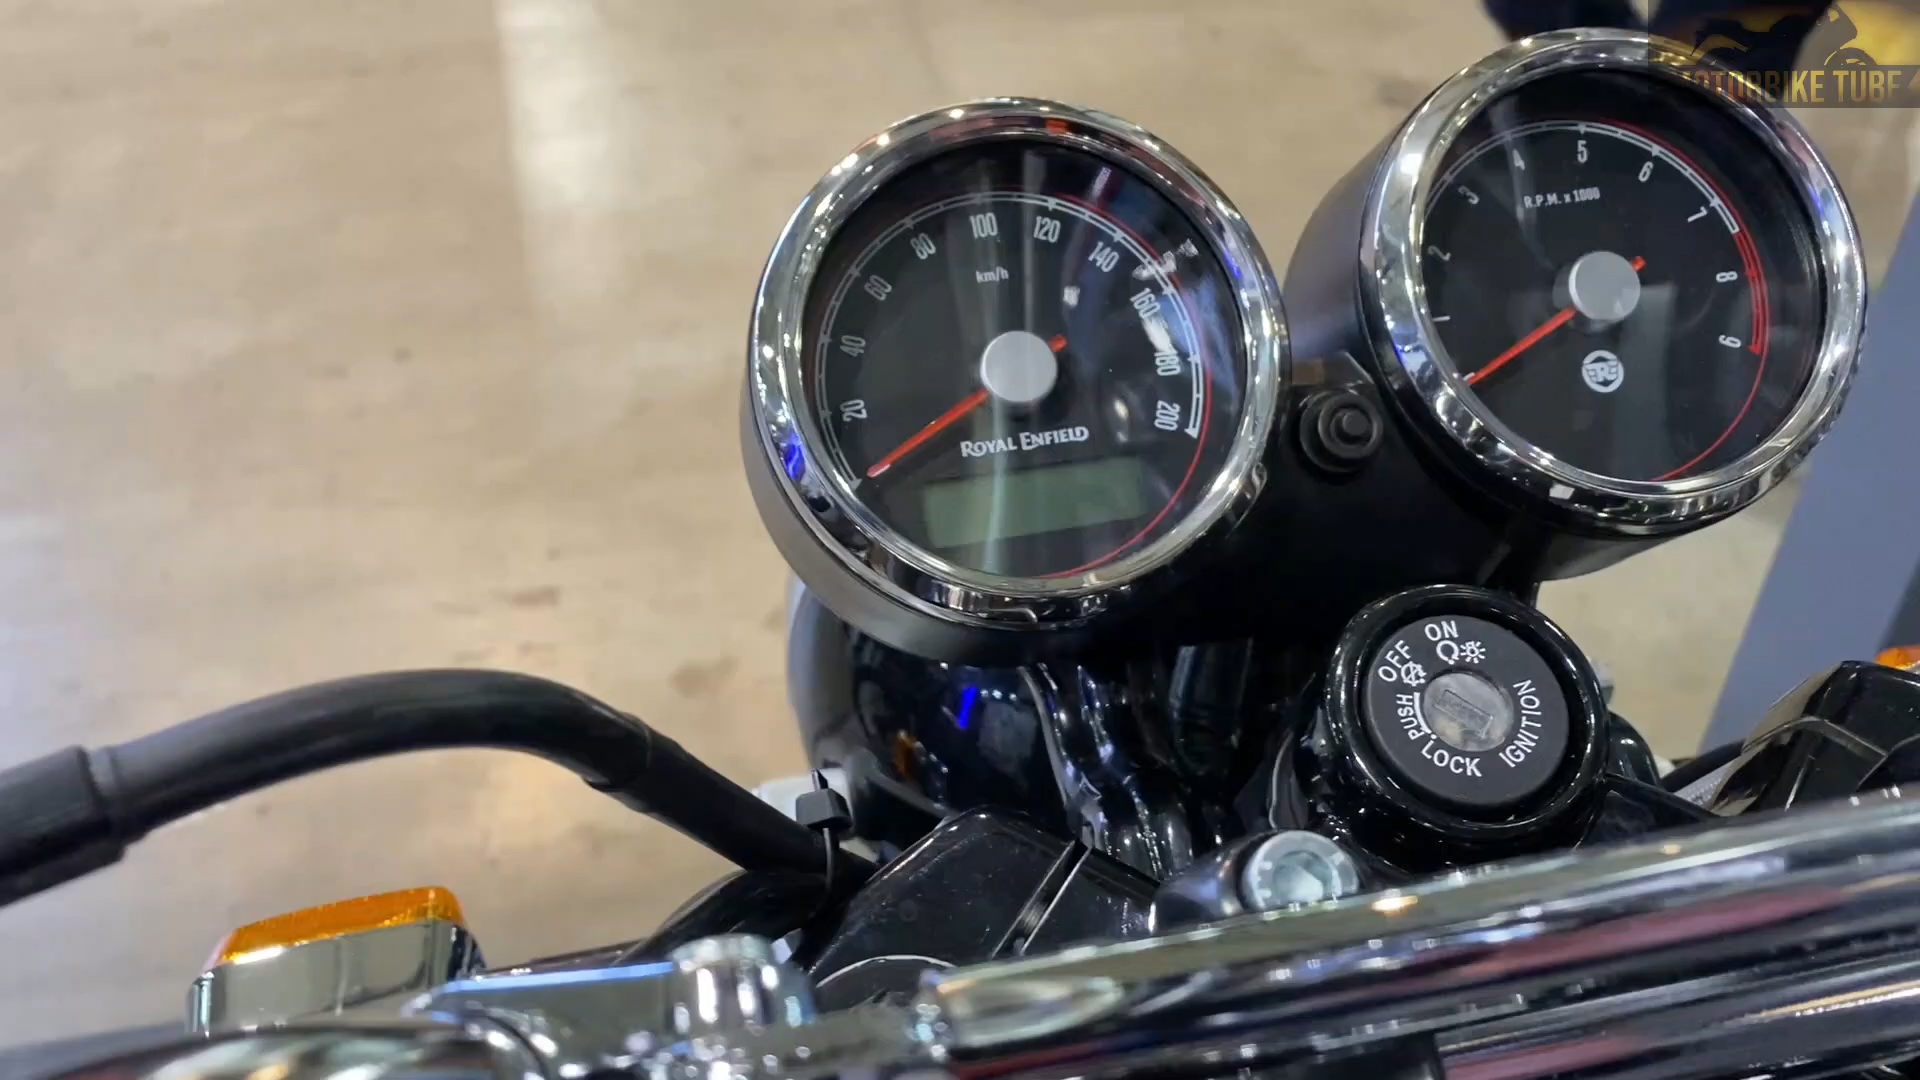 MOTORBIKE TUBE
20
40
60
80
100
120
140
160
180
200
km/h
ROYAL ENFIELD
1
2
3
4
5
6
7
8
9
R.P.M. x 1000
RE
ON
OFF
PUSH
LOCK
IGNITION